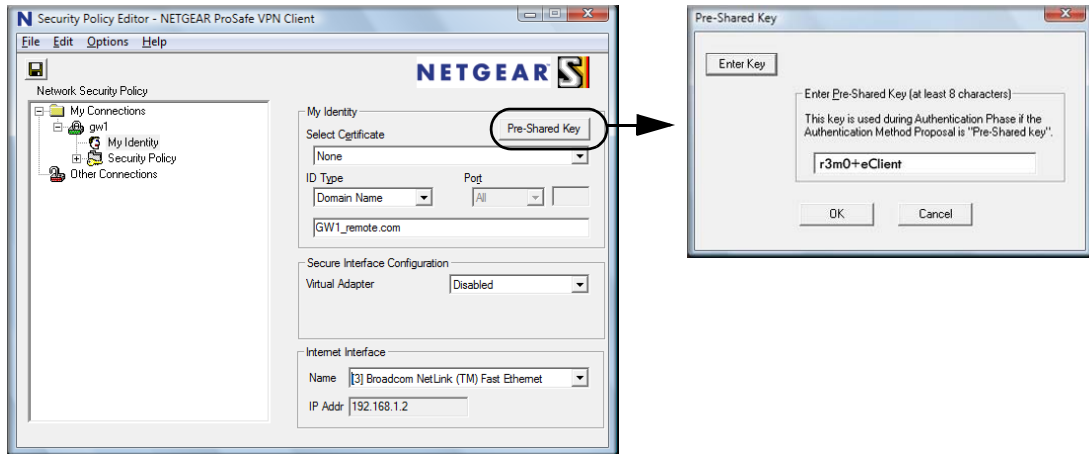 Security Policy Editor - NETGEAR ProSafe VPN Client
File Edit Options Help
NETGEAR
Network Security Policy
My Connections
gw1
My Identity
Security Policy
Other Connections
My Identity
Select Certificate
Pre-Shared Key
None
ID Type
Port
Domain Name
All
GW1_remote.com
Secure Interface Configuration
Virtual Adapter
Disabled
Internet Interface
Name
[3] Broadcom NetLink (TM) Fast Ethernet
IP Addr
192.168.1.2
Pre-Shared Key
Enter Key
Enter Pre-Shared Key (at least 8 characters)
This key is used during Authentication Phase if the
Authentication Method Proposal is "Pre-Shared key".
r3m0+eClient
OK
Cancel